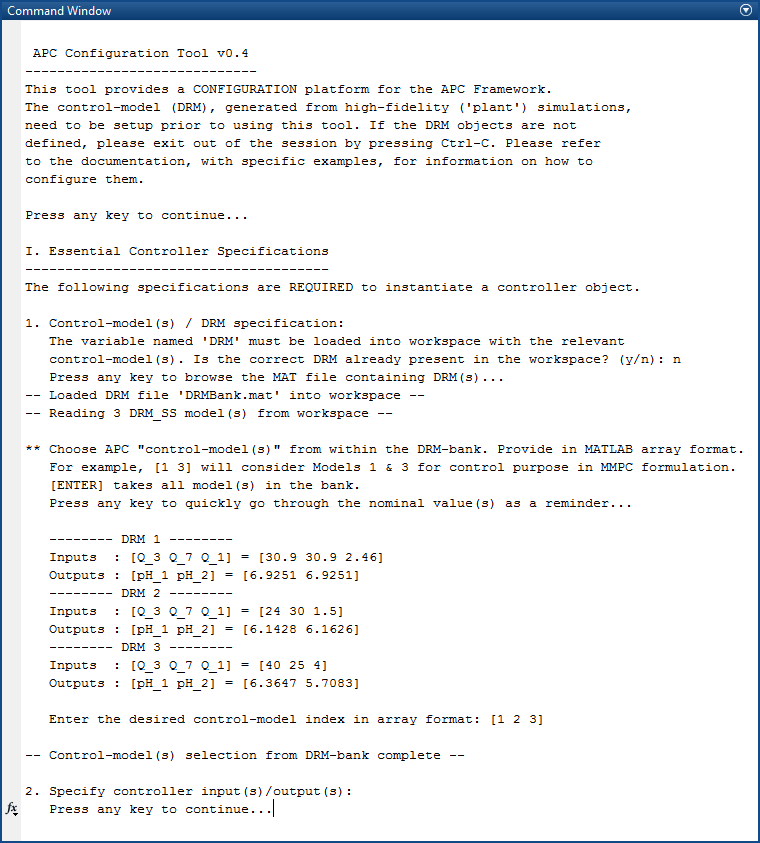 Command Window
APC Configuration Tool v0.4
-----------------------------
This tool provides a CONFIGURATION platform for the APC Framework.
The control-model (DRM), generated from high-fidelity ('plant') simulations,
need to be setup prior to using this tool. If the DRM objects are not
defined, please exit out of the session by pressing Ctrl-C. Please refer
to the documentation, with specific examples, for information on how to
configure them.
Press any key to continue...
I. Essential Controller Specifications
--------------------------------------
The following specifications are REQUIRED to instantiate a controller object.
1. Control-model(s) / DRM specification:
The variable named 'DRM' must be loaded into workspace with the relevant
control-model(s). Is the correct DRM already present in the workspace? (y/n): n
Press any key to browse the MAT file containing DRM(s)...
-- Loaded DRM file 'DRMBank.mat' into workspace --
-- Reading 3 DRM_SS model(s) from workspace --
** Choose APC "control-model(s)" from within the DRM-bank. Provide in MATLAB array format.
For example, [1 3] will consider Models 1 & 3 for control purpose in MMPC formulation.
[ENTER] takes all model(s) in the bank.
Press any key to quickly go through the nominal value(s) as a reminder...
-------- DRM 1 --------
Inputs  : [Q_3 Q_7 Q_1] = [30.9 30.9 2.46]
Outputs : [pH_1 pH_2] = [6.9251 6.9251]
-------- DRM 2 --------
Inputs  : [Q_3 Q_7 Q_1] = [24 30 1.5]
Outputs : [pH_1 pH_2] = [6.1428 6.1626]
-------- DRM 3 --------
Inputs  : [Q_3 Q_7 Q_1] = [40 25 4]
Outputs : [pH_1 pH_2] = [6.3647 5.7083]
Enter the desired control-model index in array format: [1 2 3]
-- Control-model(s) selection from DRM-bank complete --
2. Specify controller input(s)/output(s):
fx Press any key to continue...